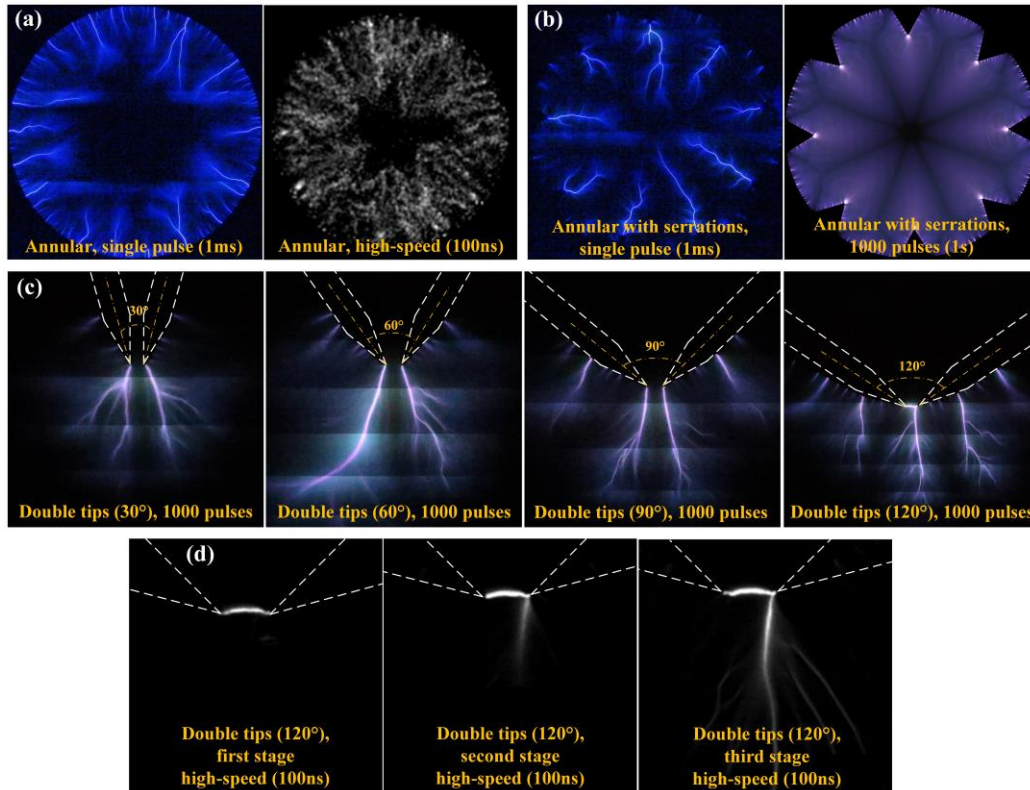 (a)
Annular, single pulse (1ms)
Annular, high-speed (100ns)
(b)
Annular with serrations,
single pulse (1ms)
Annular with serrations,
1000 pulses (1s)
(c)
30°
Double tips (30°), 1000 pulses
60°
Double tips (60°), 1000 pulses
90°
Double tips (90°), 1000 pulses
120°
Double tips (120°), 1000 pulses
(d)
Double tips (120°),
first stage
high-speed (100ns)
Double tips (120°),
second stage
high-speed (100ns)
Double tips (120°),
third stage
high-speed (100ns)